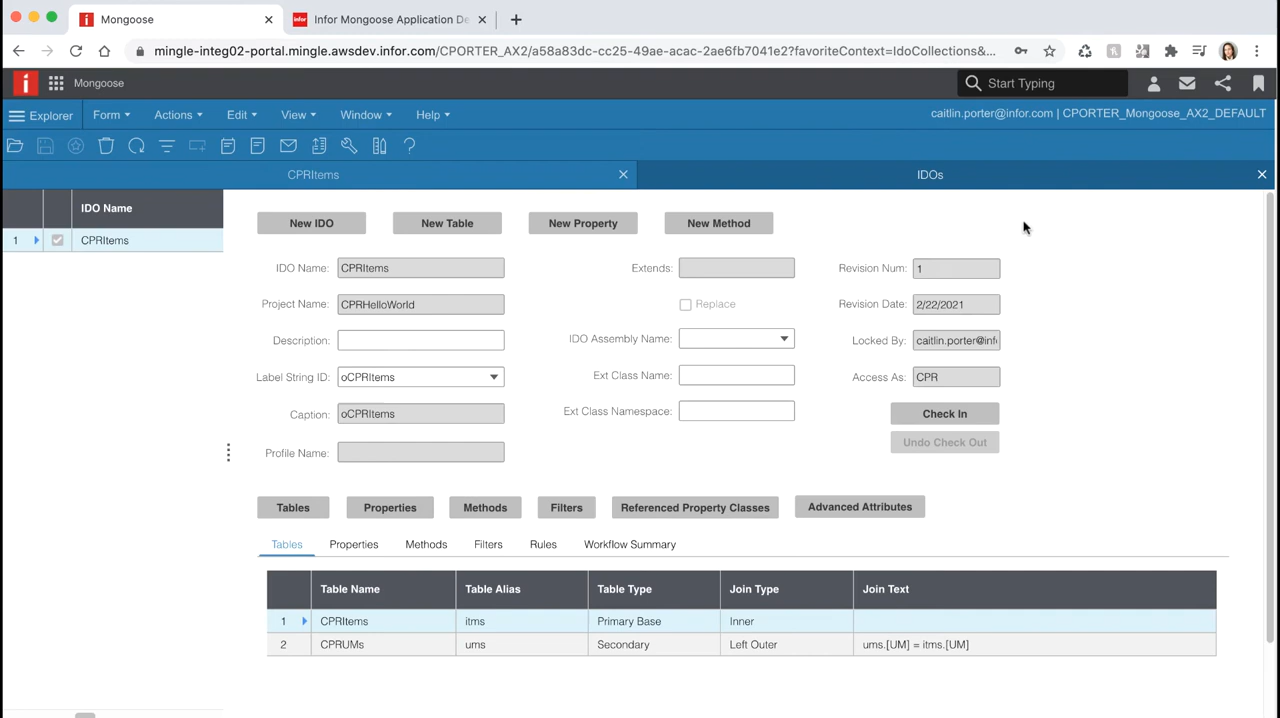 Mongoose
Infor Mongoose Application De
mingle-integ02-portal.mingle.awsdev.infor.com/CPORTER_AX2/a58a83dc-cc25-49ae-acac-2ae6fb7041e2?favoriteContext=IdoCollections&...
Mongoose
Start Typing
Explorer Form Actions Edit View Window Help
caitlin.porter@infor.com | CPORTER_Mongoose_AX2_DEFAULT
CPRItems
IDOs
IDO Name
1 CPRItems
New IDO New Table New Property New Method
IDO Name: CPRItems
Project Name: CPRHelloWorld
Description:
Label String ID: oCPRItems
Caption: oCPRItems
Profile Name:
Extends:
Replace
IDO Assembly Name:
Ext Class Name:
Ext Class Namespace:
Revision Num: 1
Revision Date: 2/22/2021
Locked By: caitlin.porter@inf
Access As: CPR
Check In
Undo Check Out
Tables Properties Methods Filters Referenced Property Classes Advanced Attributes
Tables Properties Methods Filters Rules Workflow Summary
Table Name Table Alias Table Type Join Type Join Text
1 CPRItems itms Primary Base Inner
2 CPRUMs ums Secondary Left Outer ums.[UM] = itms.[UM]